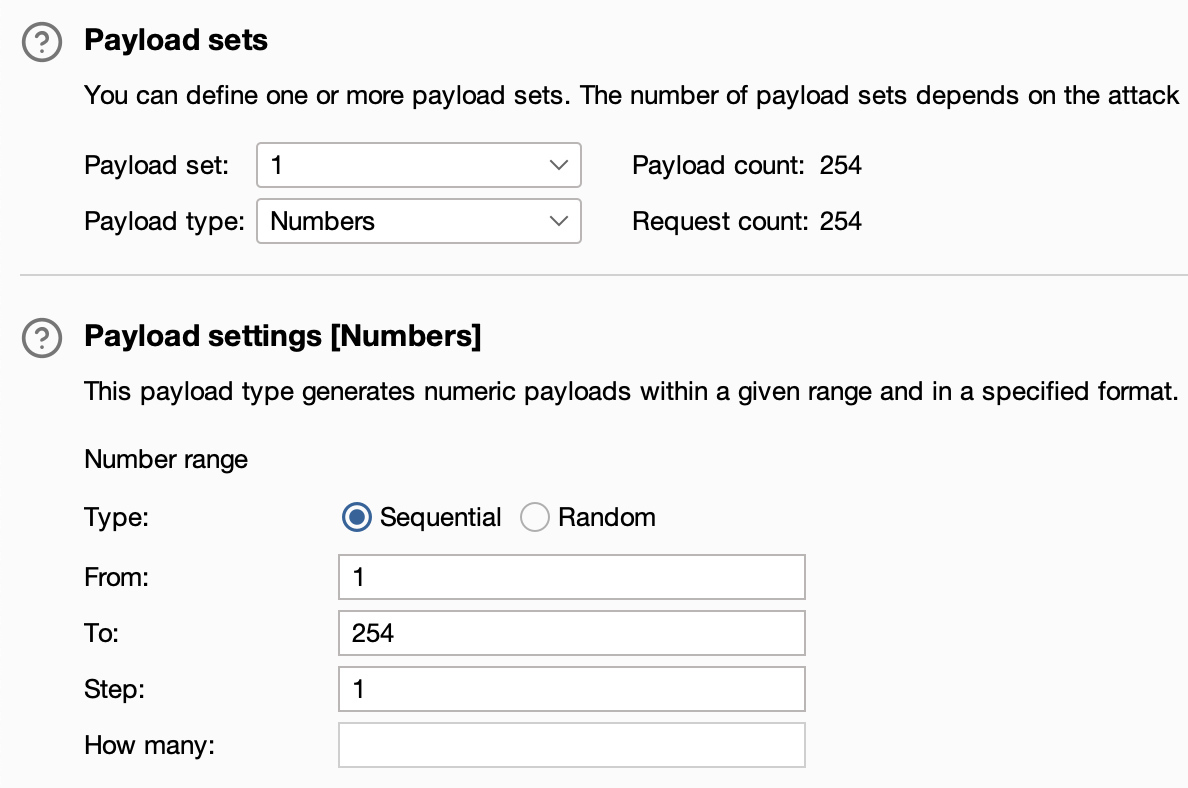 Payload sets
You can define one or more payload sets. The number of payload sets depends on the attack
Payload set: 1 Payload count: 254
Payload type: Numbers Request count: 254
Payload settings [Numbers]
This payload type generates numeric payloads within a given range and in a specified format.
Number range
Type: Sequential Random
From: 1
To: 254
Step: 1
How many: